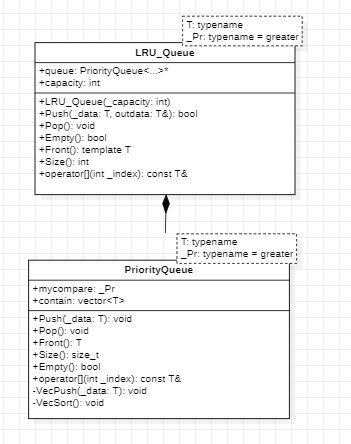 T: typename
_Pr: typename = greater
LRU_Queue
+queue: PriorityQueue<...>*
+capacity: int
+LRU_Queue(_capacity: int)
+Push(_data: T, outdata: T&): bool
+Pop(): void
+Empty(): bool
+Front(): template T
+Size(): int
+operator[](int _index): const T&
T: typename
_Pr: typename = greater
PriorityQueue
+mycompare: _Pr
+contain: vector<T>
+Push(_data: T): void
+Pop(): void
+Front(): T
+Size(): size_t
+Empty(): bool
+operator[](int _index): const T&
-VecPush(_data: T): void
-VecSort(): void